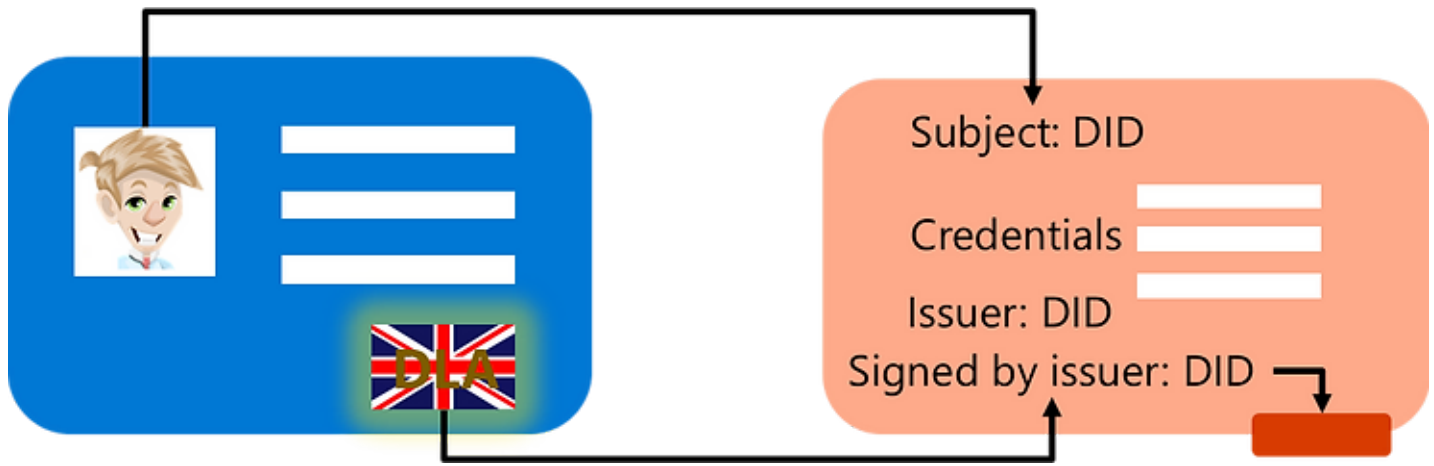 DLA
Subject: DID
Credentials
Issuer: DID
Signed by issuer: DID